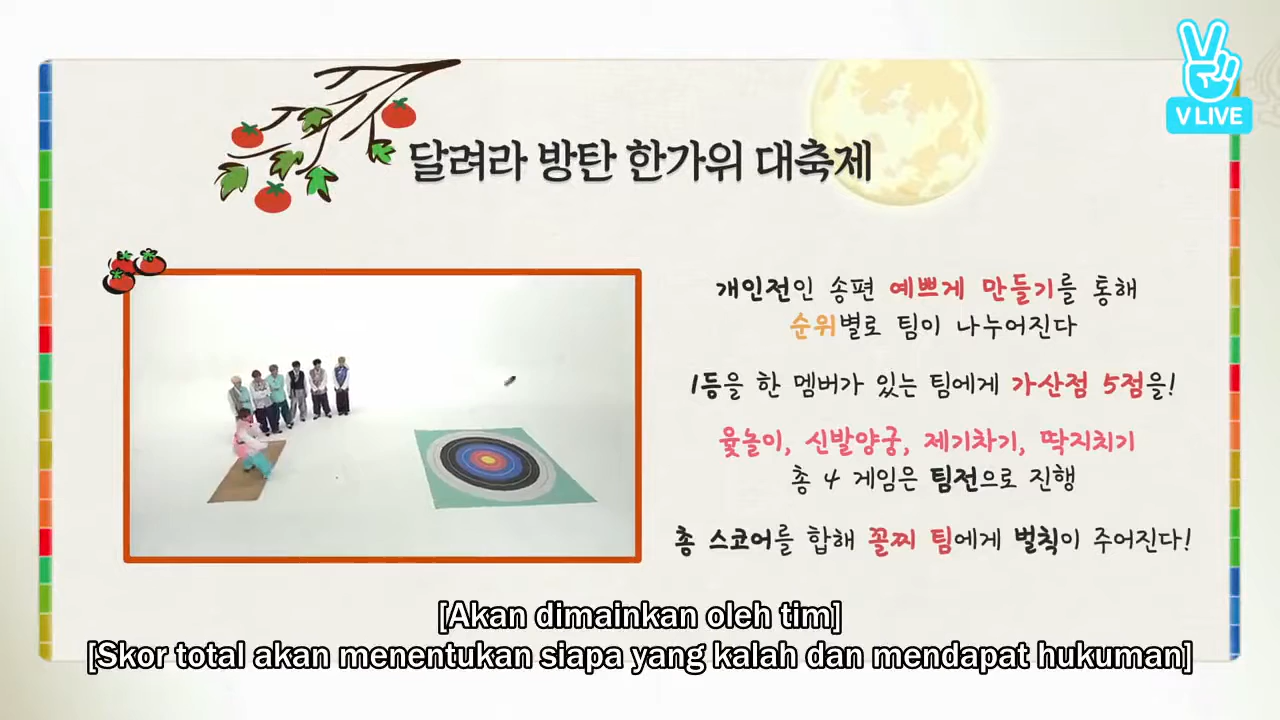 V LIVE
달려라 방탄 한가위 대축제
개인전인 송편 예쁘게 만들기를 통해
순위별로 팀이 나누어진다
1등을 한 멤버가 있는 팀에게 가산점 5점을!
윷놀이, 신발양궁, 제기차기, 딱지치기
총 4 게임은 팀전으로 진행
총 스코어를 합해 꼴찌 팀에게 벌칙이 주어진다!
[Akan dimainkan oleh tim]
[Skor total akan menentukan siapa yang kalah dan mendapat hukuman]